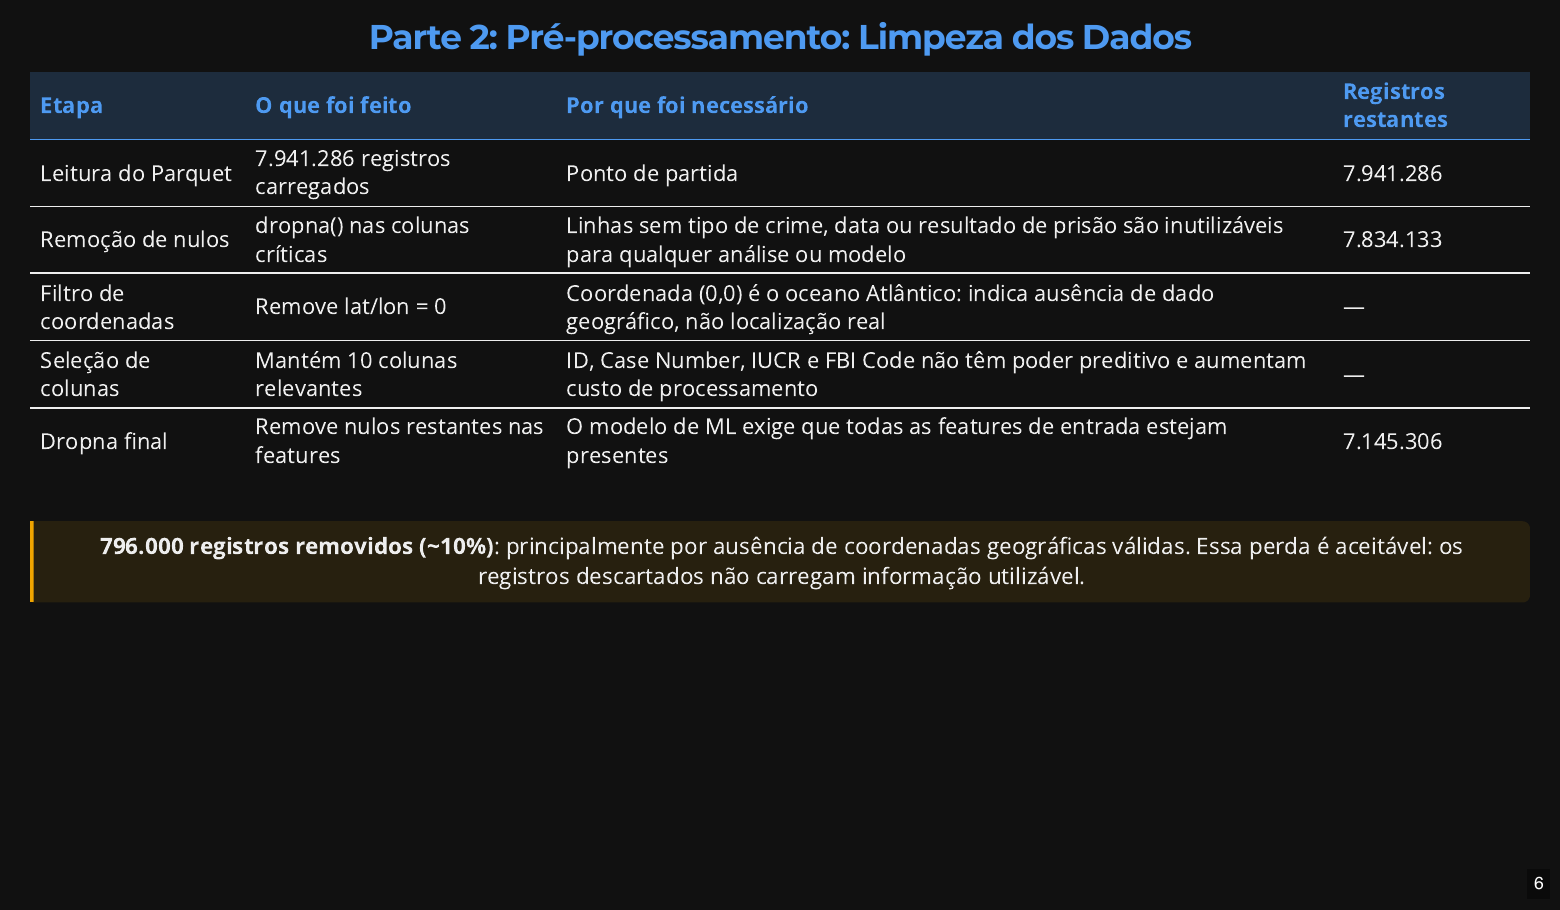 Parte 2: Pré-processamento: Limpeza dos Dados
Etapa
O que foi feito
Por que foi necessário
Registros
restantes
Leitura do Parquet
7.941.286 registros
carregados
Ponto de partida
7.941.286
Remoção de nulos
dropna() nas colunas
críticas
Linhas sem tipo de crime, data ou resultado de prisão são inutilizáveis
para qualquer análise ou modelo
7.834.133
Filtro de
coordenadas
Remove lat/lon = 0
Coordenada (0,0) é o oceano Atlântico: indica ausência de dado
geográfico, não localização real
—
Seleção de
colunas
Mantém 10 colunas
relevantes
ID, Case Number, IUCR e FBI Code não têm poder preditivo e aumentam
custo de processamento
—
Dropna final
Remove nulos restantes nas
features
O modelo de ML exige que todas as features de entrada estejam
presentes
7.145.306
796.000 registros removidos (~10%): principalmente por ausência de coordenadas geográficas válidas. Essa perda é aceitável: os
registros descartados não carregam informação utilizável.
6